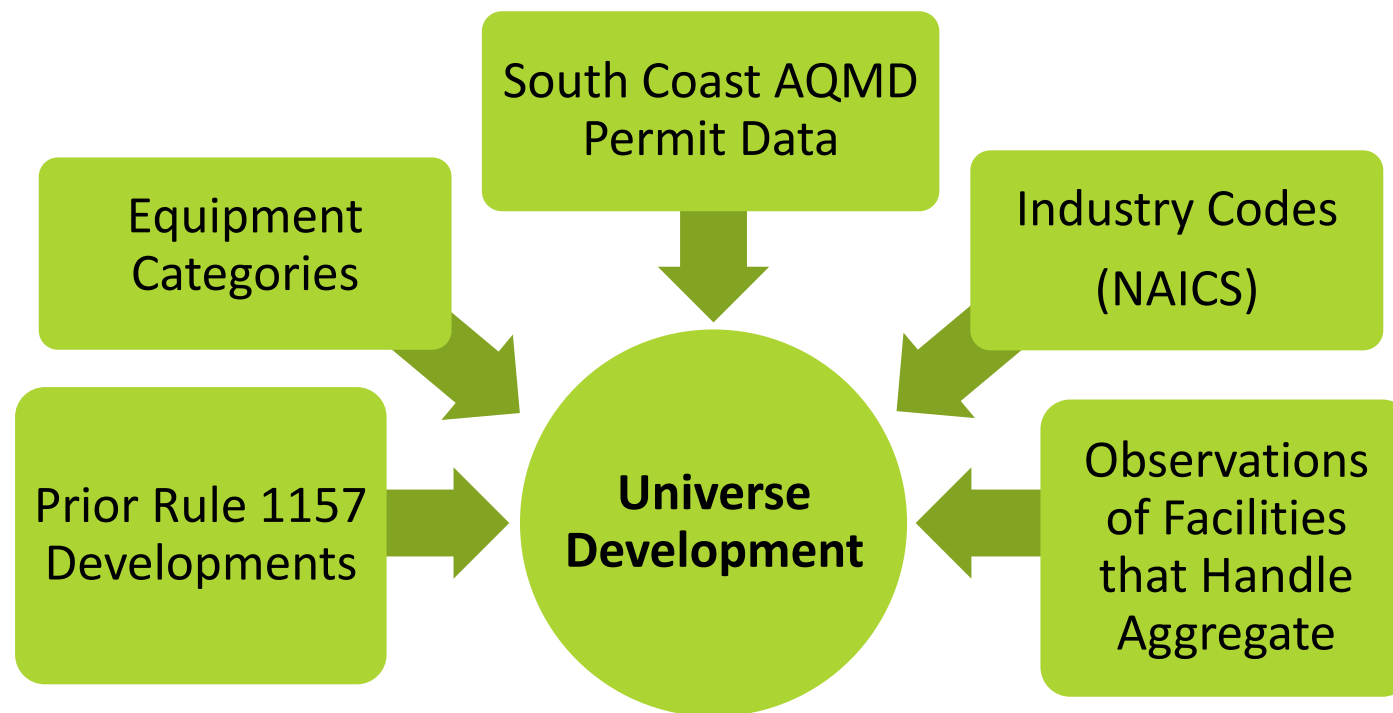 South Coast AQMD
Permit Data
Equipment
Categories
Industry Codes
(NAICS)
Prior Rule 1157
Developments
Universe
Development
Observations
of Facilities
that Handle
Aggregate